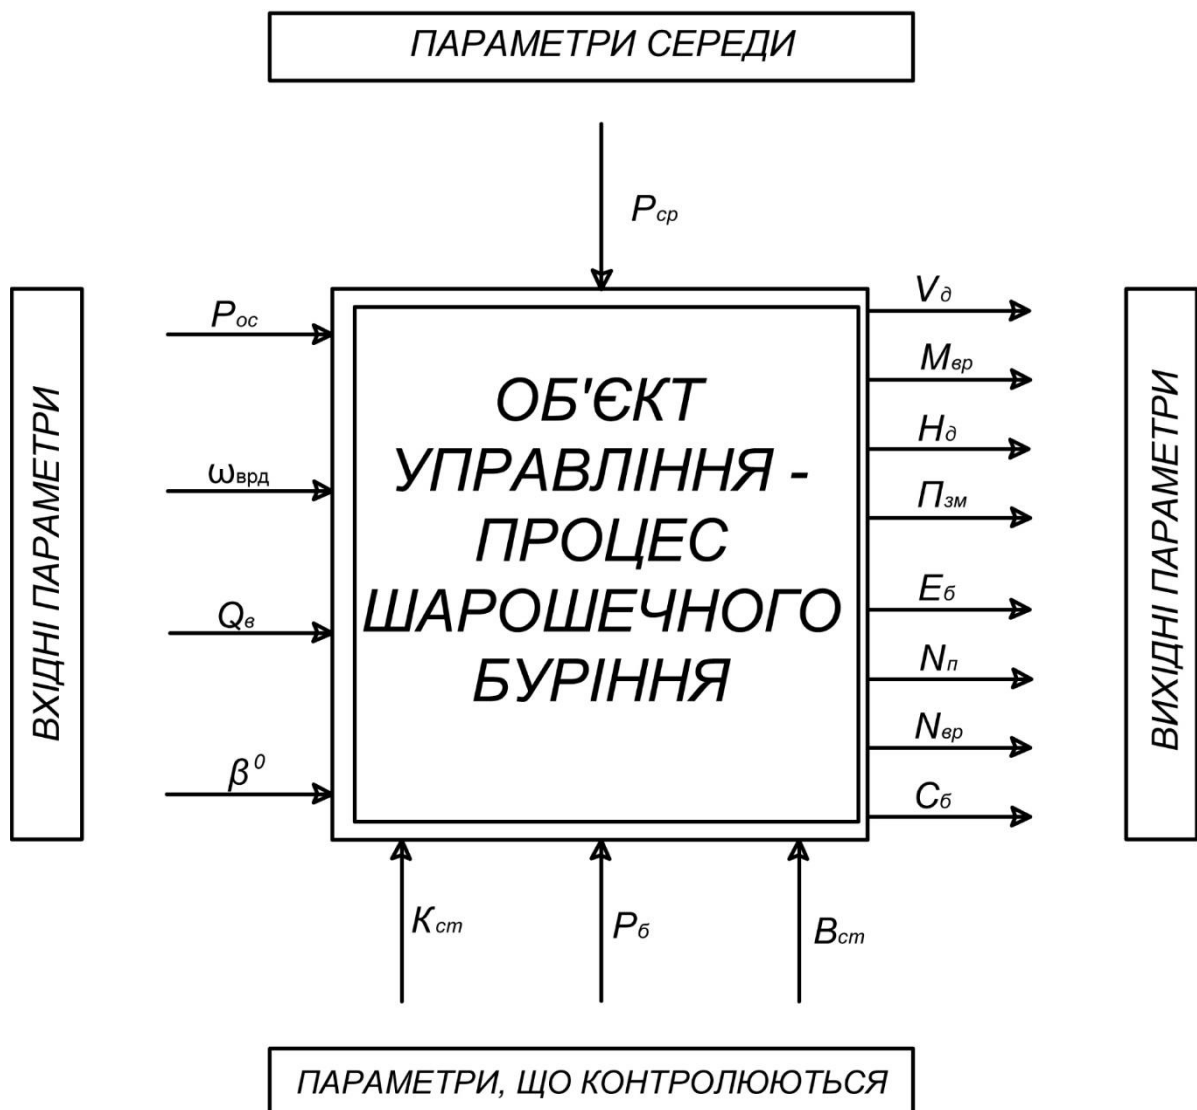 ПАРАМЕТРИ СЕРЕДИ
Pср
ВХІДНІ ПАРАМЕТРИ
Pос
ωврд
Qв
β⁰
ОБ'ЄКТ
УПРАВЛІННЯ -
ПРОЦЕС
ШАРОШЕЧНОГО
БУРІННЯ
Vд
Mвр
Hд
Пзм
Eб
Nп
Nвр
Cб
ВИХІДНІ ПАРАМЕТРИ
Kст
Pб
Bст
ПАРАМЕТРИ, ЩО КОНТРОЛЮЮТЬСЯ